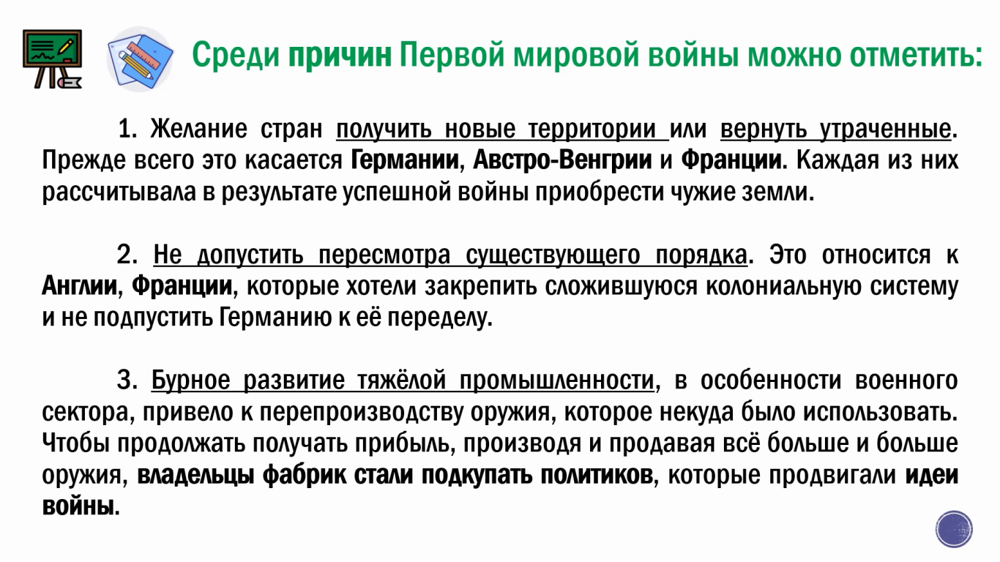 Среди причин Первой мировой войны можно отметить:
1. Желание стран получить новые территории или вернуть утраченные.
Прежде всего это касается Германии, Австро-Венгрии и Франции. Каждая из них
рассчитывала в результате успешной войны приобрести чужие земли.
2. Не допустить пересмотра существующего порядка. Это относится к
Англии, Франции, которые хотели закрепить сложившуюся колониальную систему
и не подпустить Германию к её переделу.
3. Бурное развитие тяжёлой промышленности, в особенности военного
сектора, привело к перепроизводству оружия, которое некуда было использовать.
Чтобы продолжать получать прибыль, производя и продавая всё больше и больше
оружия, владельцы фабрик стали подкупать политиков, которые продвигали идеи
войны.